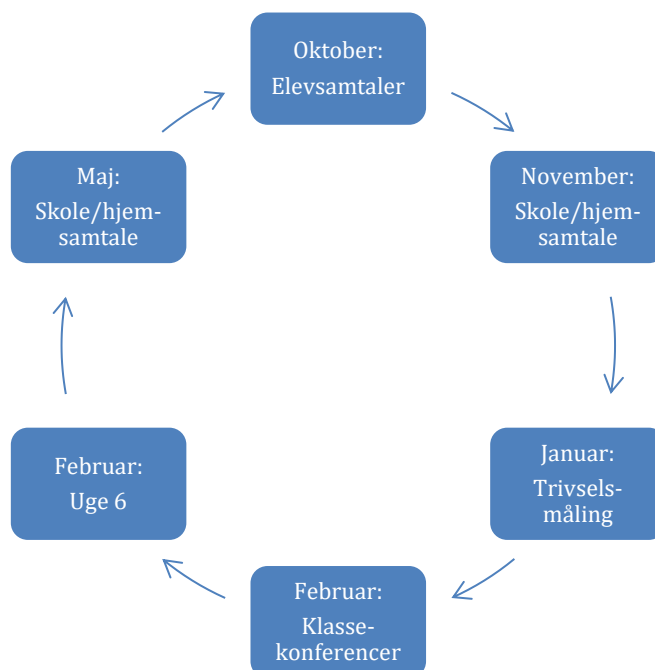 Oktober:
Elevsamtaler
November:
Skole/hjem-
samtale
Januar:
Trivsels-
måling
Februar:
Klasse-
konferencer
Februar:
Uge 6
Maj:
Skole/hjem-
samtale